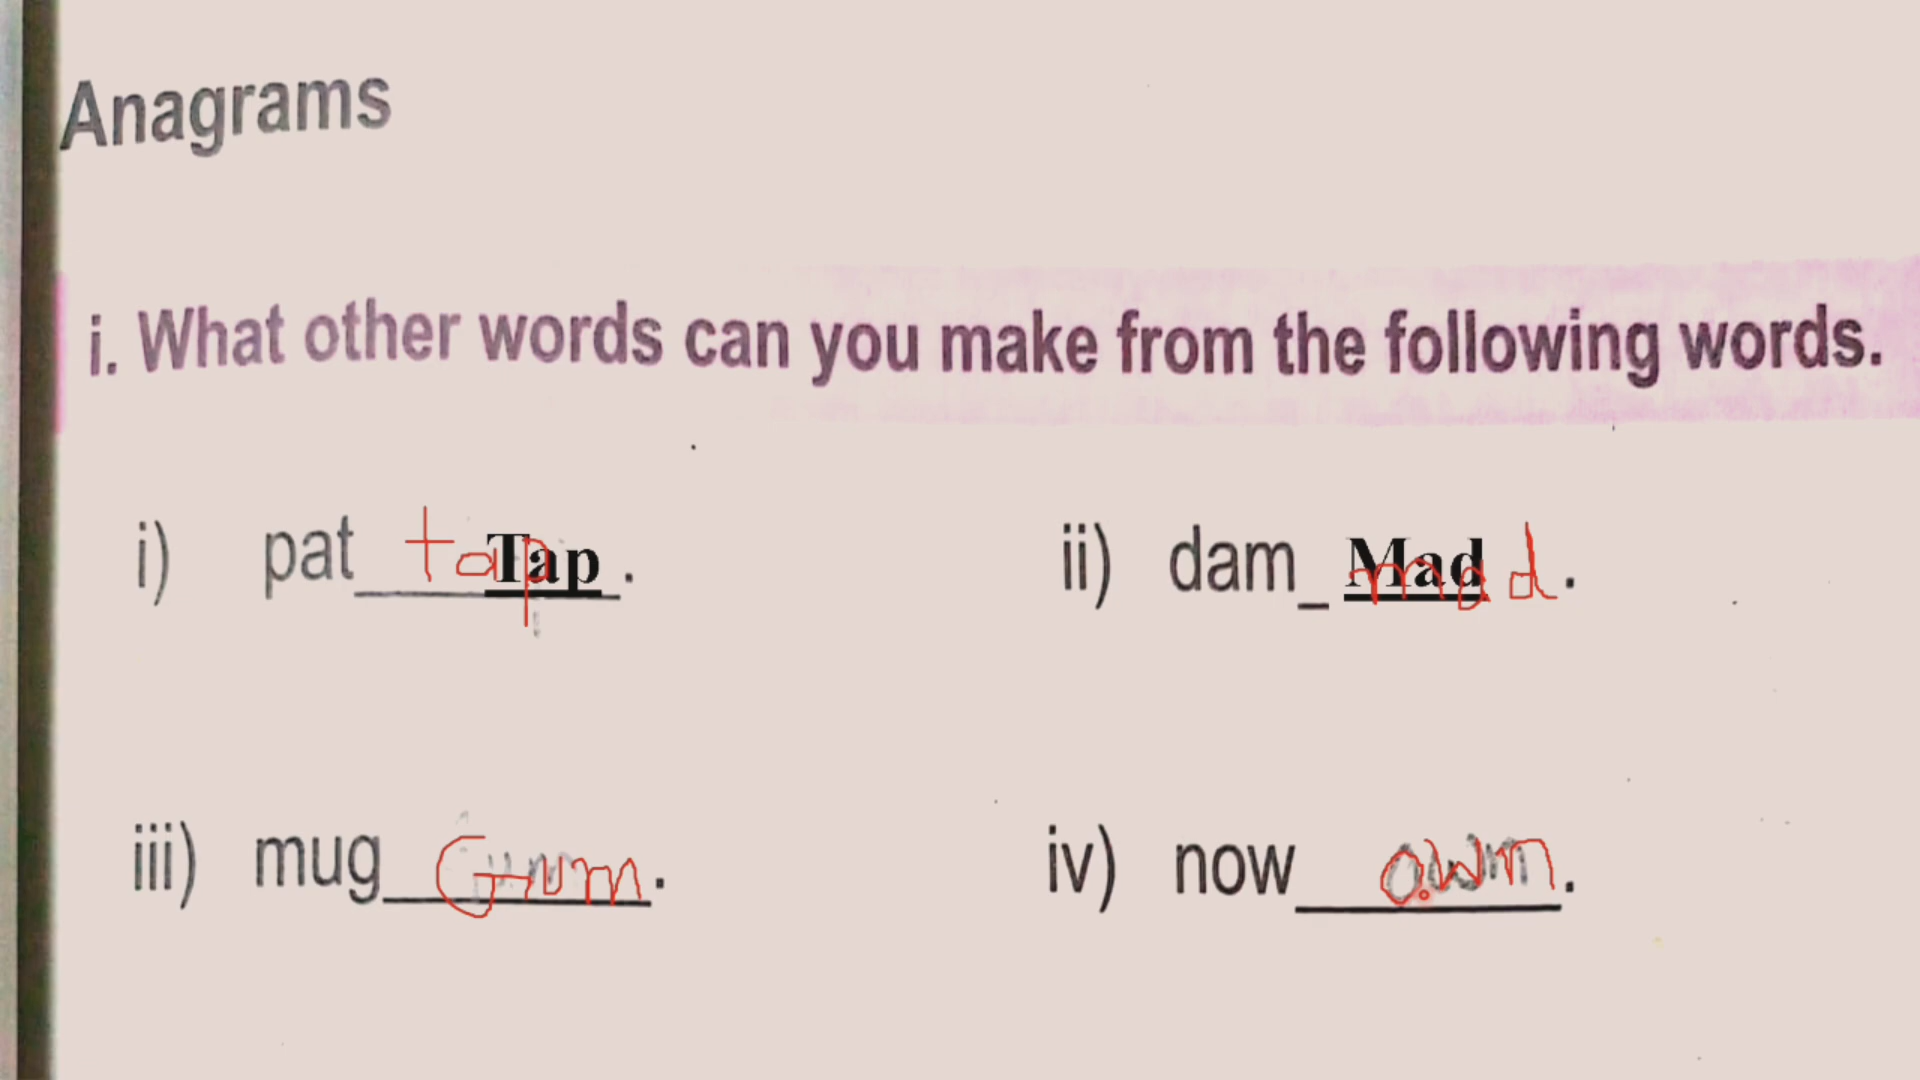 Anagrams
i. What other words can you make from the following words.
i) pat tap Tap.
ii) dam_ Mad mad.
iii) mug Gum.
iv) now own.